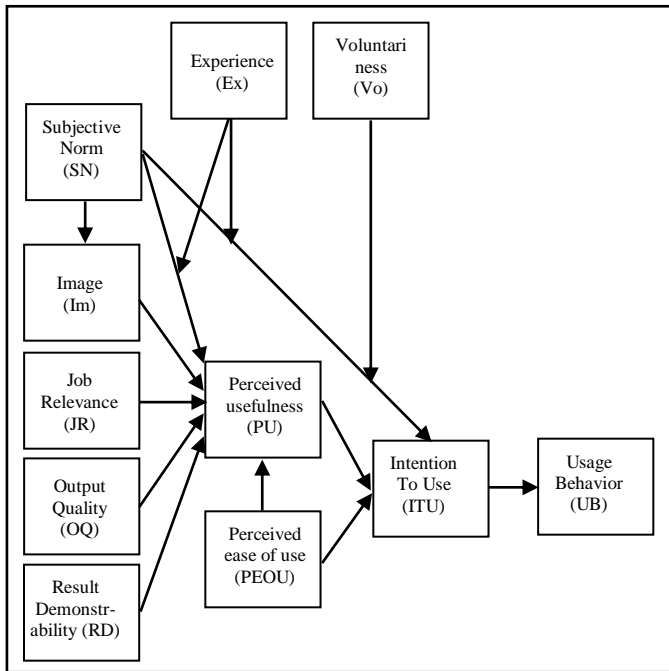 Experience
(Ex)
Voluntari
ness
(Vo)
Subjective
Norm
(SN)
Image
(Im)
Job
Relevance
(JR)
Perceived
usefulness
(PU)
Output
Quality
(OQ)
Intention
To Use
(ITU)
Usage
Behavior
(UB)
Perceived
ease of use
(PEOU)
Result
Demonstr-
ability (RD)